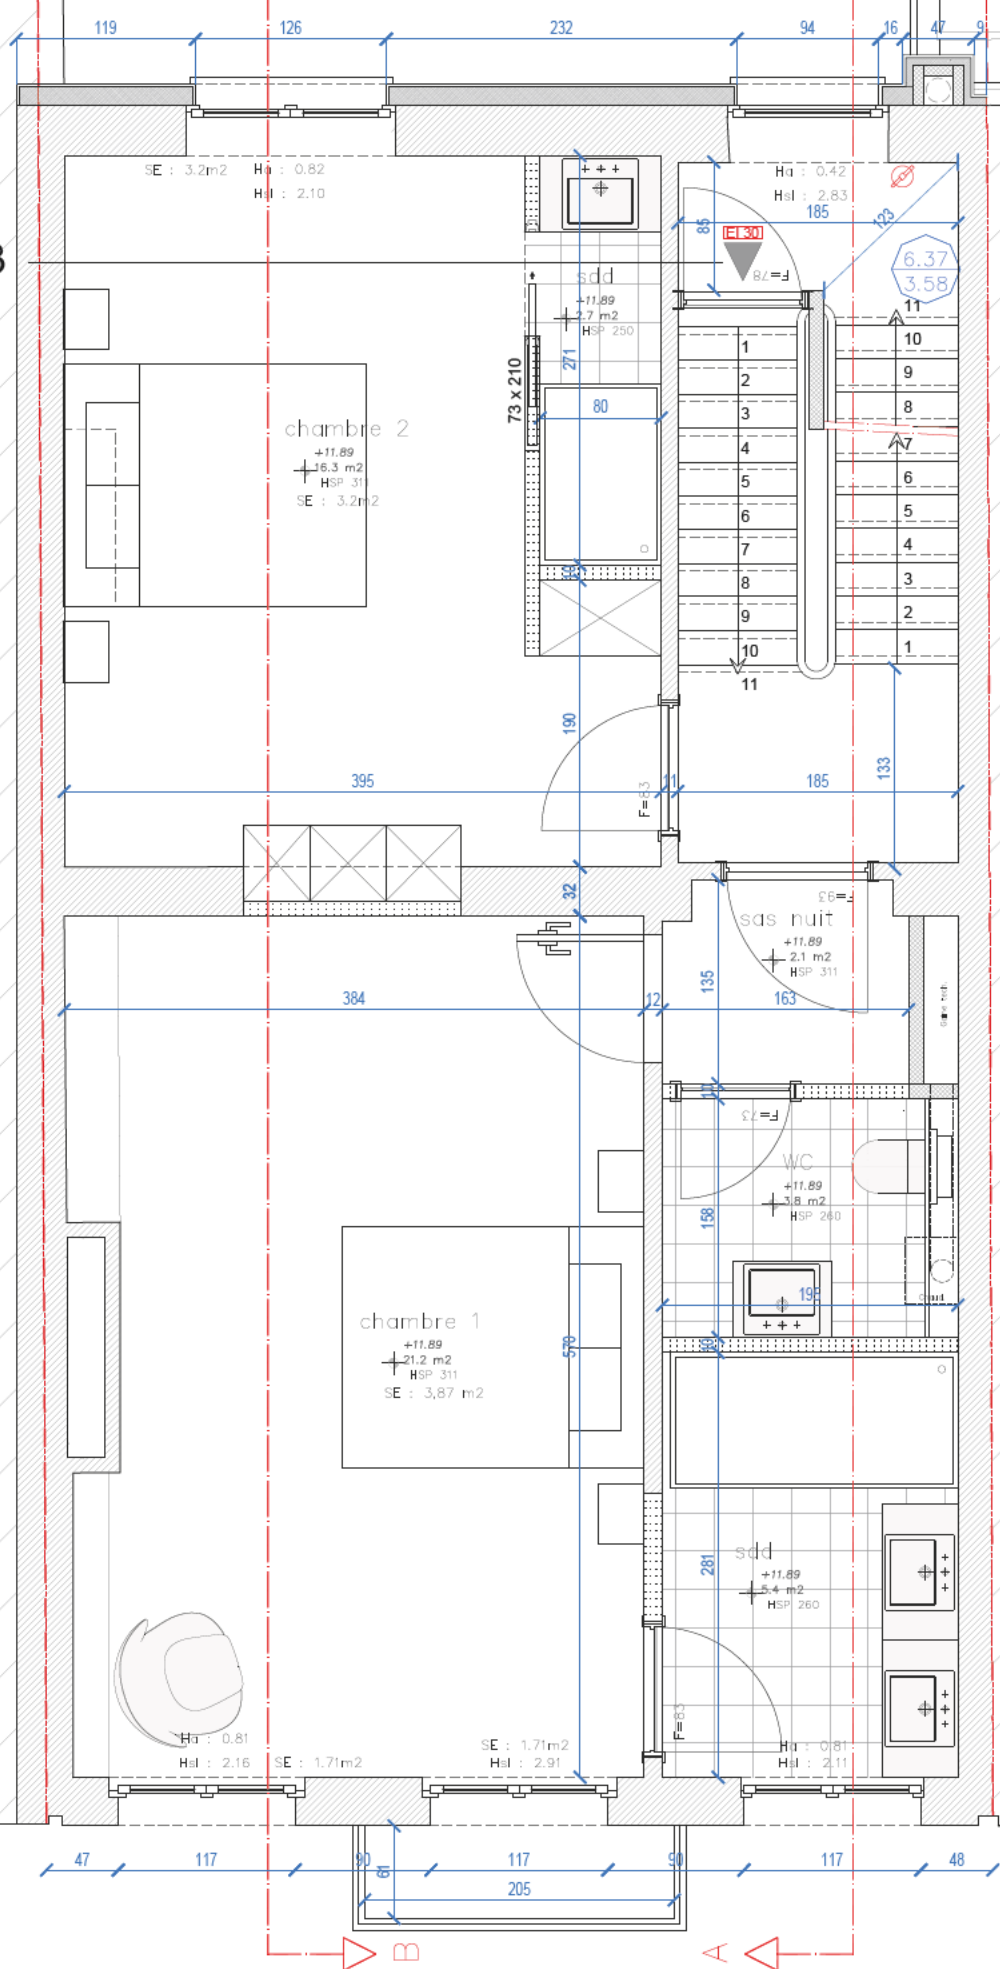 119 126 232 94 16 47 9
SE : 3.2m2 Ha : 0.82
Hsl : 2.10
Ha : 0.42
Hsl : 2.83
185
123
85
EI 30
F=78
6.37
3.58
sdd
+11.89
2.7 m2
HSP 250
271
73 x 210
80
chambre 2
+11.89
16.3 m2
HSP 311
SE : 3.2m2
1
2
3
4
5
6
7
8
9
10
11
11
10
9
8
7
6
5
4
3
2
1
10
190
F=83
395 11 185
133
32
F=93
sas nuit
+11.89
2.1 m2
HSP 311
135
384 12 163
10
F=73
WC
+11.89
3.8 m2
HSP 260
158
195
10
chambre 1
+11.89
21.2 m2
HSP 311
SE : 3,87 m2
570
sdd
+11.89
5.4 m2
HSP 260
281
F=83
Ha : 0.81
Hsl : 2.16 SE : 1.71m2
SE : 1.71m2
Hsl : 2.91
Ha : 0.81
Hsl : 2.11
47 117 90 117 90 117 48
61
205
B A